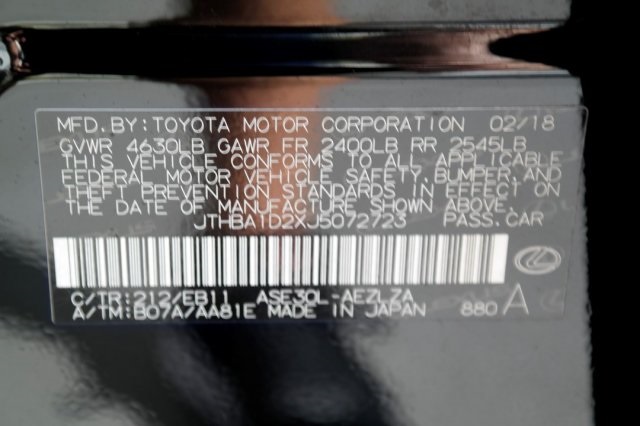 MFD.BY:TOYOTA MOTOR CORPORATION 02/18
GVWR 4630LB GAWR FR 2400LB RR 2545LB
THIS VEHICLE CONFORMS TO ALL APPLICABLE
FEDERAL MOTOR VEHICLE SAFETY,BUMPER,AND
THEFT PREVENTION STANDARDS IN EFFECT ON
THE DATE OF MANUFACTURE SHOWN ABOVE.
JTHBA1D2XJ5072723 PASS.CAR
C/TR:212/EB11 ASE30L-AEZLZA
A/TM:B07A/AA81E MADE IN JAPAN 880 A